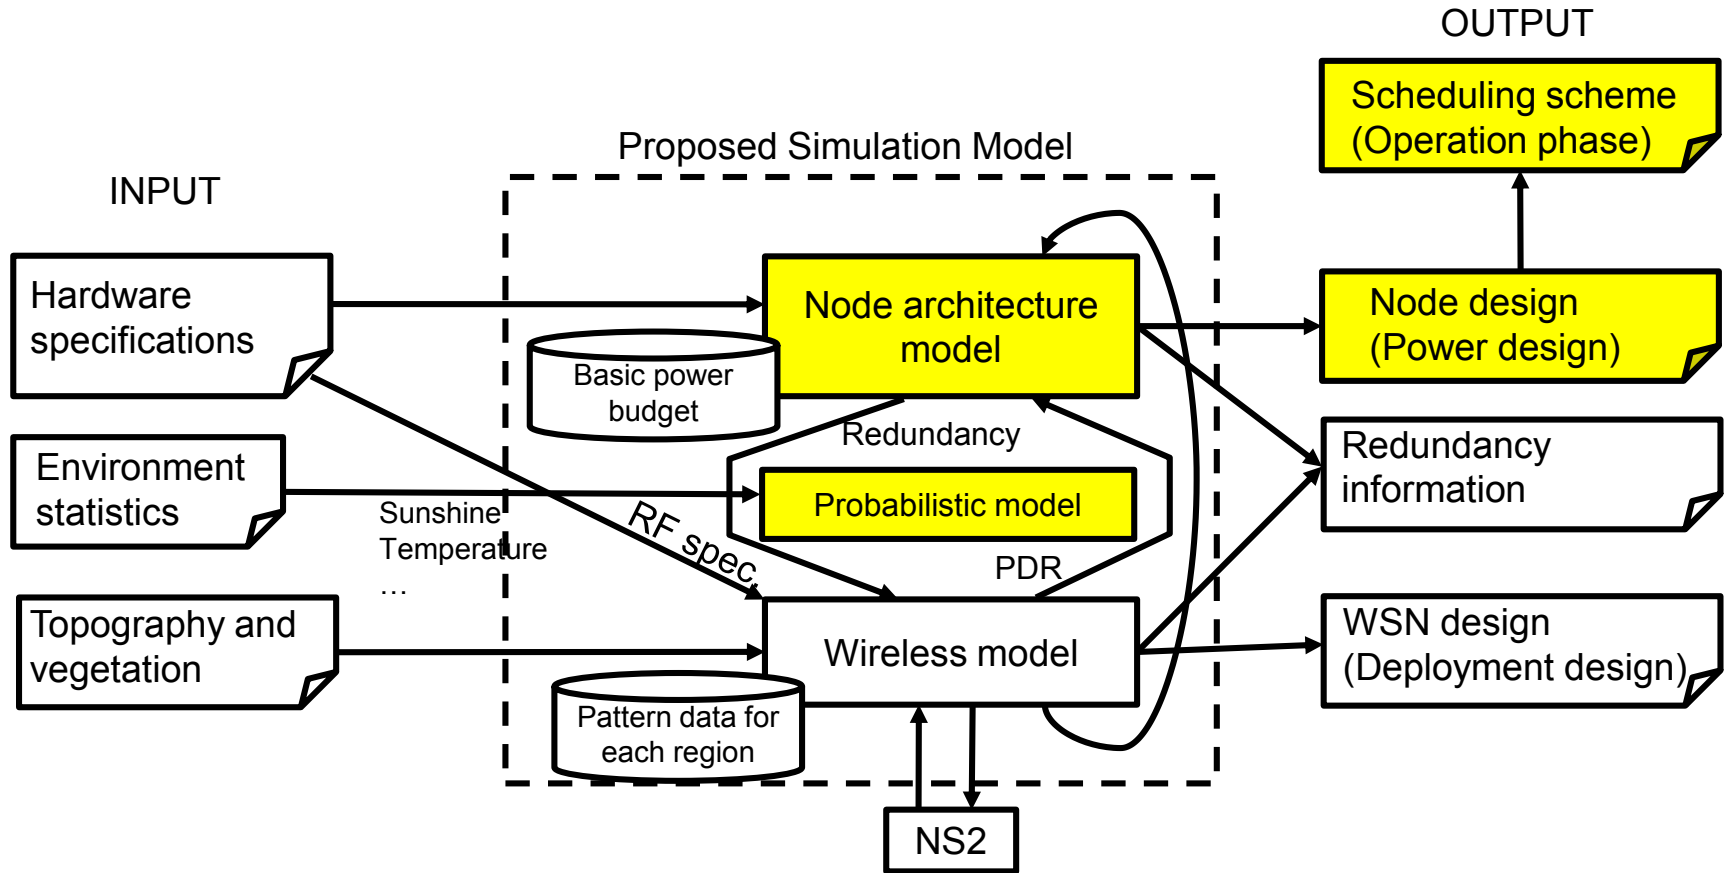 OUTPUT
Scheduling scheme
(Operation phase)
Proposed Simulation Model
INPUT
Hardware
specifications
Node architecture
model
Node design
(Power design)
Basic power
budget
Redundancy
Redundancy
information
Environment
statistics
Probabilistic model
Sunshine
Temperature
...
RF spec,
PDR
Topography and
vegetation
Wireless model
WSN design
(Deployment design)
Pattern data for
each region
NS2